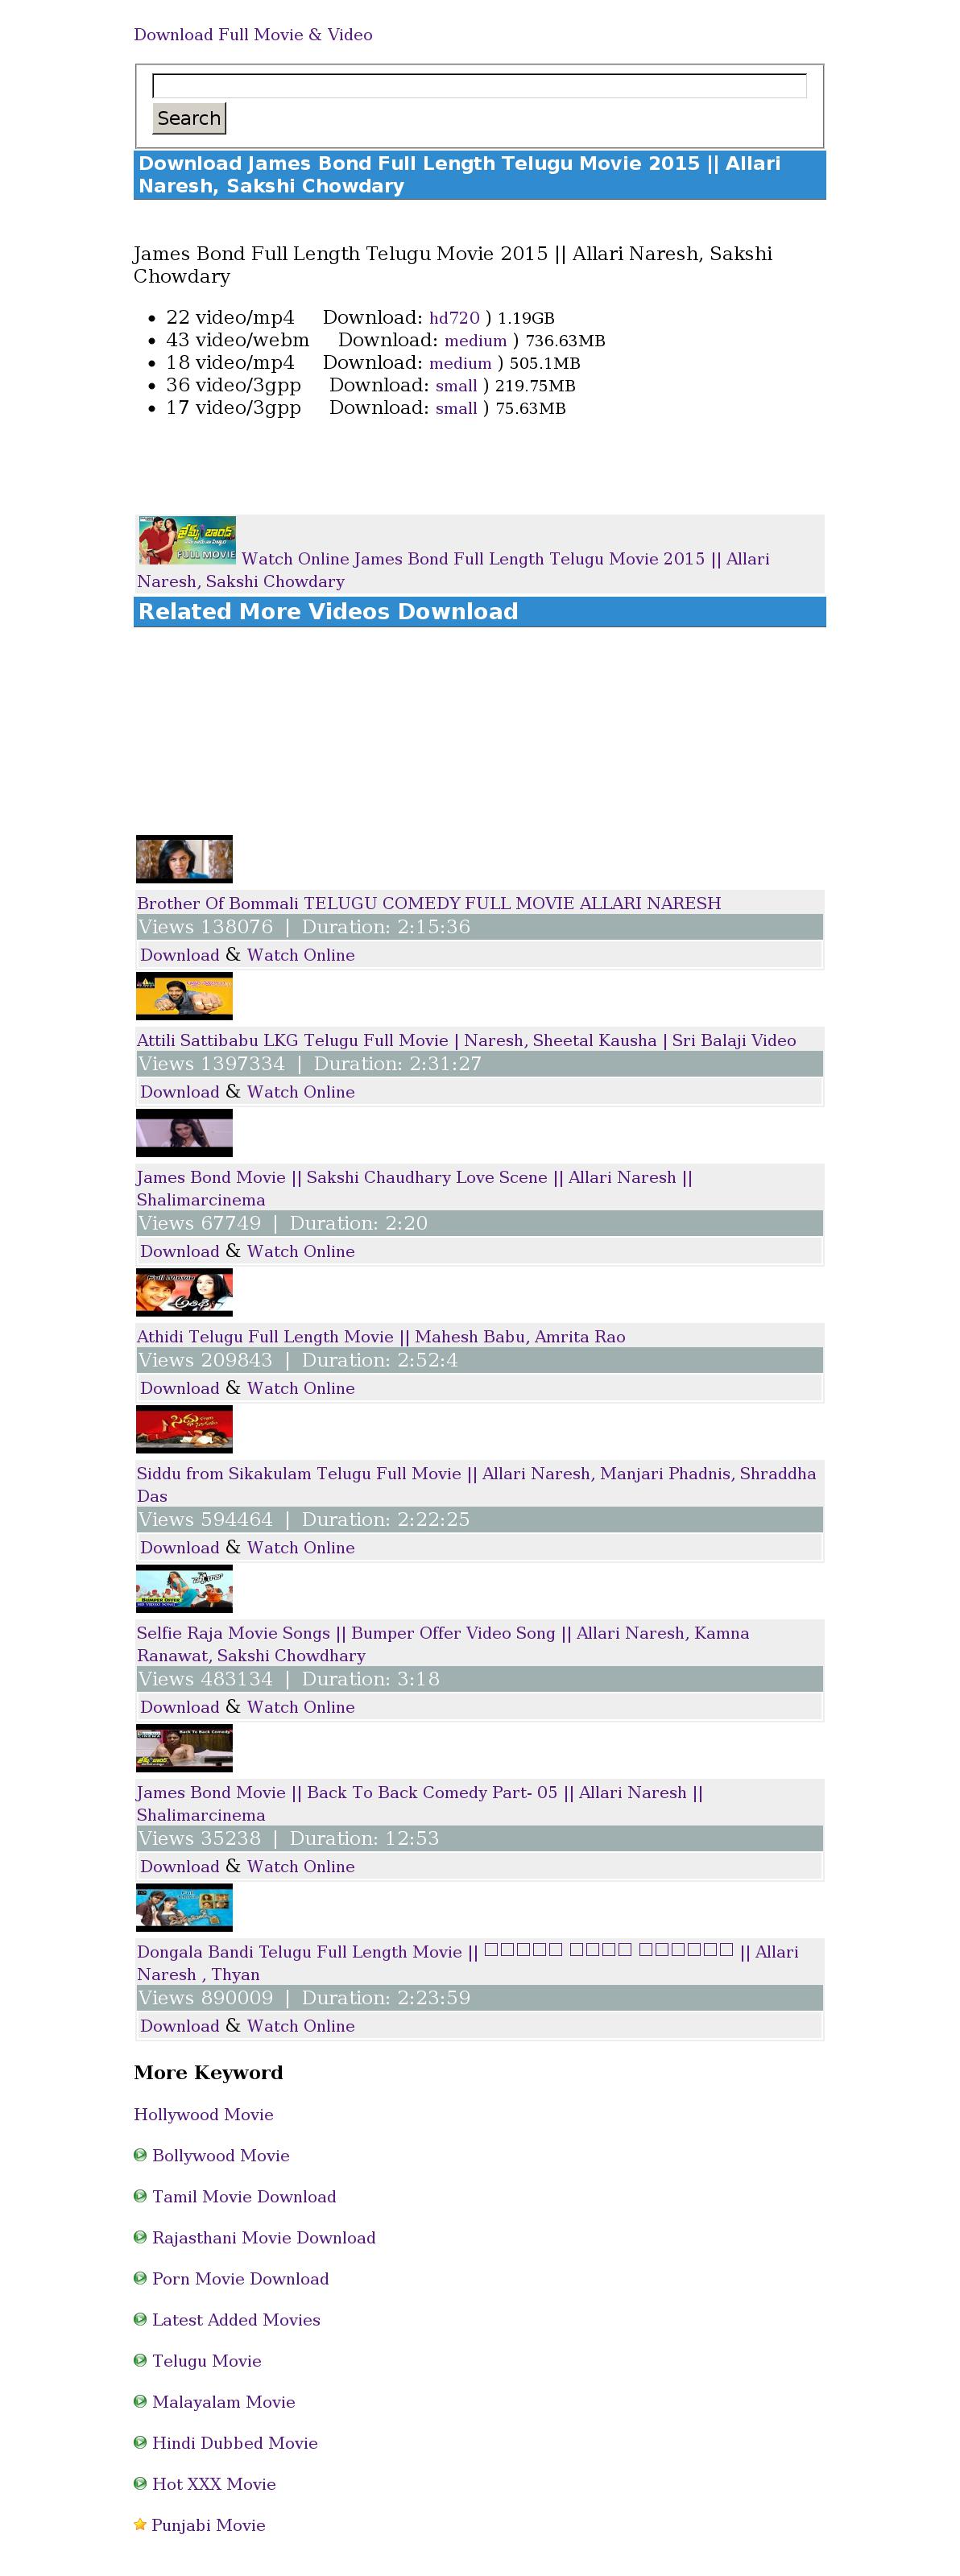 Download Full Movie & Video
Search
Download James Bond Full Length Telugu Movie 2015 || Allari
Naresh, Sakshi Chowdary
James Bond Full Length Telugu Movie 2015 || Allari Naresh, Sakshi
Chowdary
• 22 video/mp4 Download: hd720 ) 1.19GB
• 43 video/webm Download: medium ) 736.63MB
• 18 video/mp4 Download: medium ) 505.1MB
• 36 video/3gpp Download: small ) 219.75MB
• 17 video/3gpp Download: small ) 75.63MB
జేమ్స్ బాండ్
FULL MOVIE
Watch Online James Bond Full Length Telugu Movie 2015 || Allari
Naresh, Sakshi Chowdary
Related More Videos Download
Brother Of Bommali TELUGU COMEDY FULL MOVIE ALLARI NARESH
Views 138076 | Duration: 2:15:36
Download & Watch Online
Attili Sattibabu LKG Telugu Full Movie | Naresh, Sheetal Kausha | Sri Balaji Video
Views 1397334 | Duration: 2:31:27
Download & Watch Online
James Bond Movie || Sakshi Chaudhary Love Scene || Allari Naresh ||
Shalimarcinema
Views 67749 | Duration: 2:20
Download & Watch Online
Full Movie
అతిథి
Athidi Telugu Full Length Movie || Mahesh Babu, Amrita Rao
Views 209843 | Duration: 2:52:4
Download & Watch Online
సిద్ధు
Siddu from Sikakulam Telugu Full Movie || Allari Naresh, Manjari Phadnis, Shraddha
Das
Views 594464 | Duration: 2:22:25
Download & Watch Online
BUMPER OFFER
Selfie Raja Movie Songs || Bumper Offer Video Song || Allari Naresh, Kamna
Ranawat, Sakshi Chowdhary
Views 483134 | Duration: 3:18
Download & Watch Online
Back To Back Comedy
జేమ్స్ బాండ్
James Bond Movie || Back To Back Comedy Part- 05 || Allari Naresh ||
Shalimarcinema
Views 35238 | Duration: 12:53
Download & Watch Online
Dongala Bandi Telugu Full Length Movie || □□□□□ □□□□ □□□□□□ || Allari
Naresh , Thyan
Views 890009 | Duration: 2:23:59
Download & Watch Online
More Keyword
Hollywood Movie
Bollywood Movie
Tamil Movie Download
Rajasthani Movie Download
Porn Movie Download
Latest Added Movies
Telugu Movie
Malayalam Movie
Hindi Dubbed Movie
Hot XXX Movie
Punjabi Movie